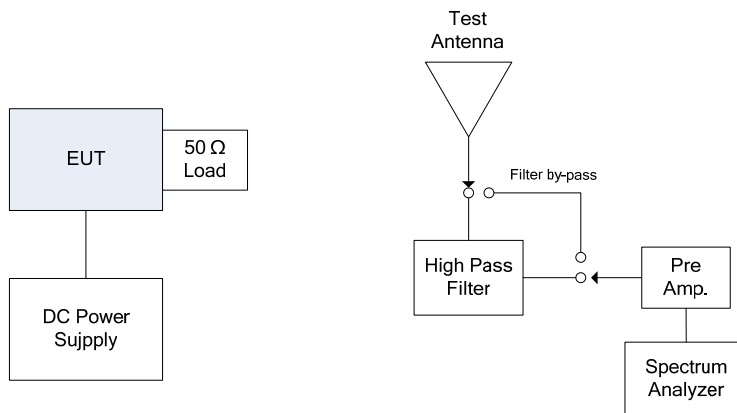 Test
Antenna
EUT
50 Ω
Load
Filter by-pass
High Pass
Filter
Pre
Amp.
DC Power
Sujpply
Spectrum
Analyzer